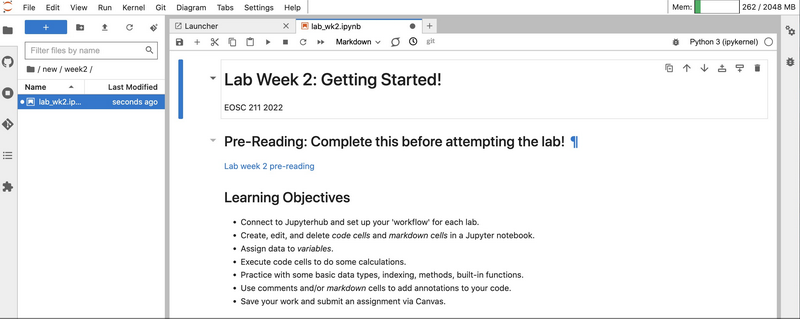 File Edit View Run Kernel Git Diagram Tabs Settings Help
Mem: 262 / 2048 MB
Launcher
lab_wk2.ipynb
Filter files by name
/ new / week2 /
Name Last Modified
lab_wk2.ip... seconds ago
Markdown
git
Python 3 (ipykernel)
Lab Week 2: Getting Started!
EOSC 211 2022
Pre-Reading: Complete this before attempting the lab! ¶
Lab week 2 pre-reading
Learning Objectives
• Connect to Jupyterhub and set up your 'workflow' for each lab.
• Create, edit, and delete code cells and markdown cells in a Jupyter notebook.
• Assign data to variables.
• Execute code cells to do some calculations.
• Practice with some basic data types, indexing, methods, built-in functions.
• Use comments and/or markdown cells to add annotations to your code.
• Save your work and submit an assignment via Canvas.